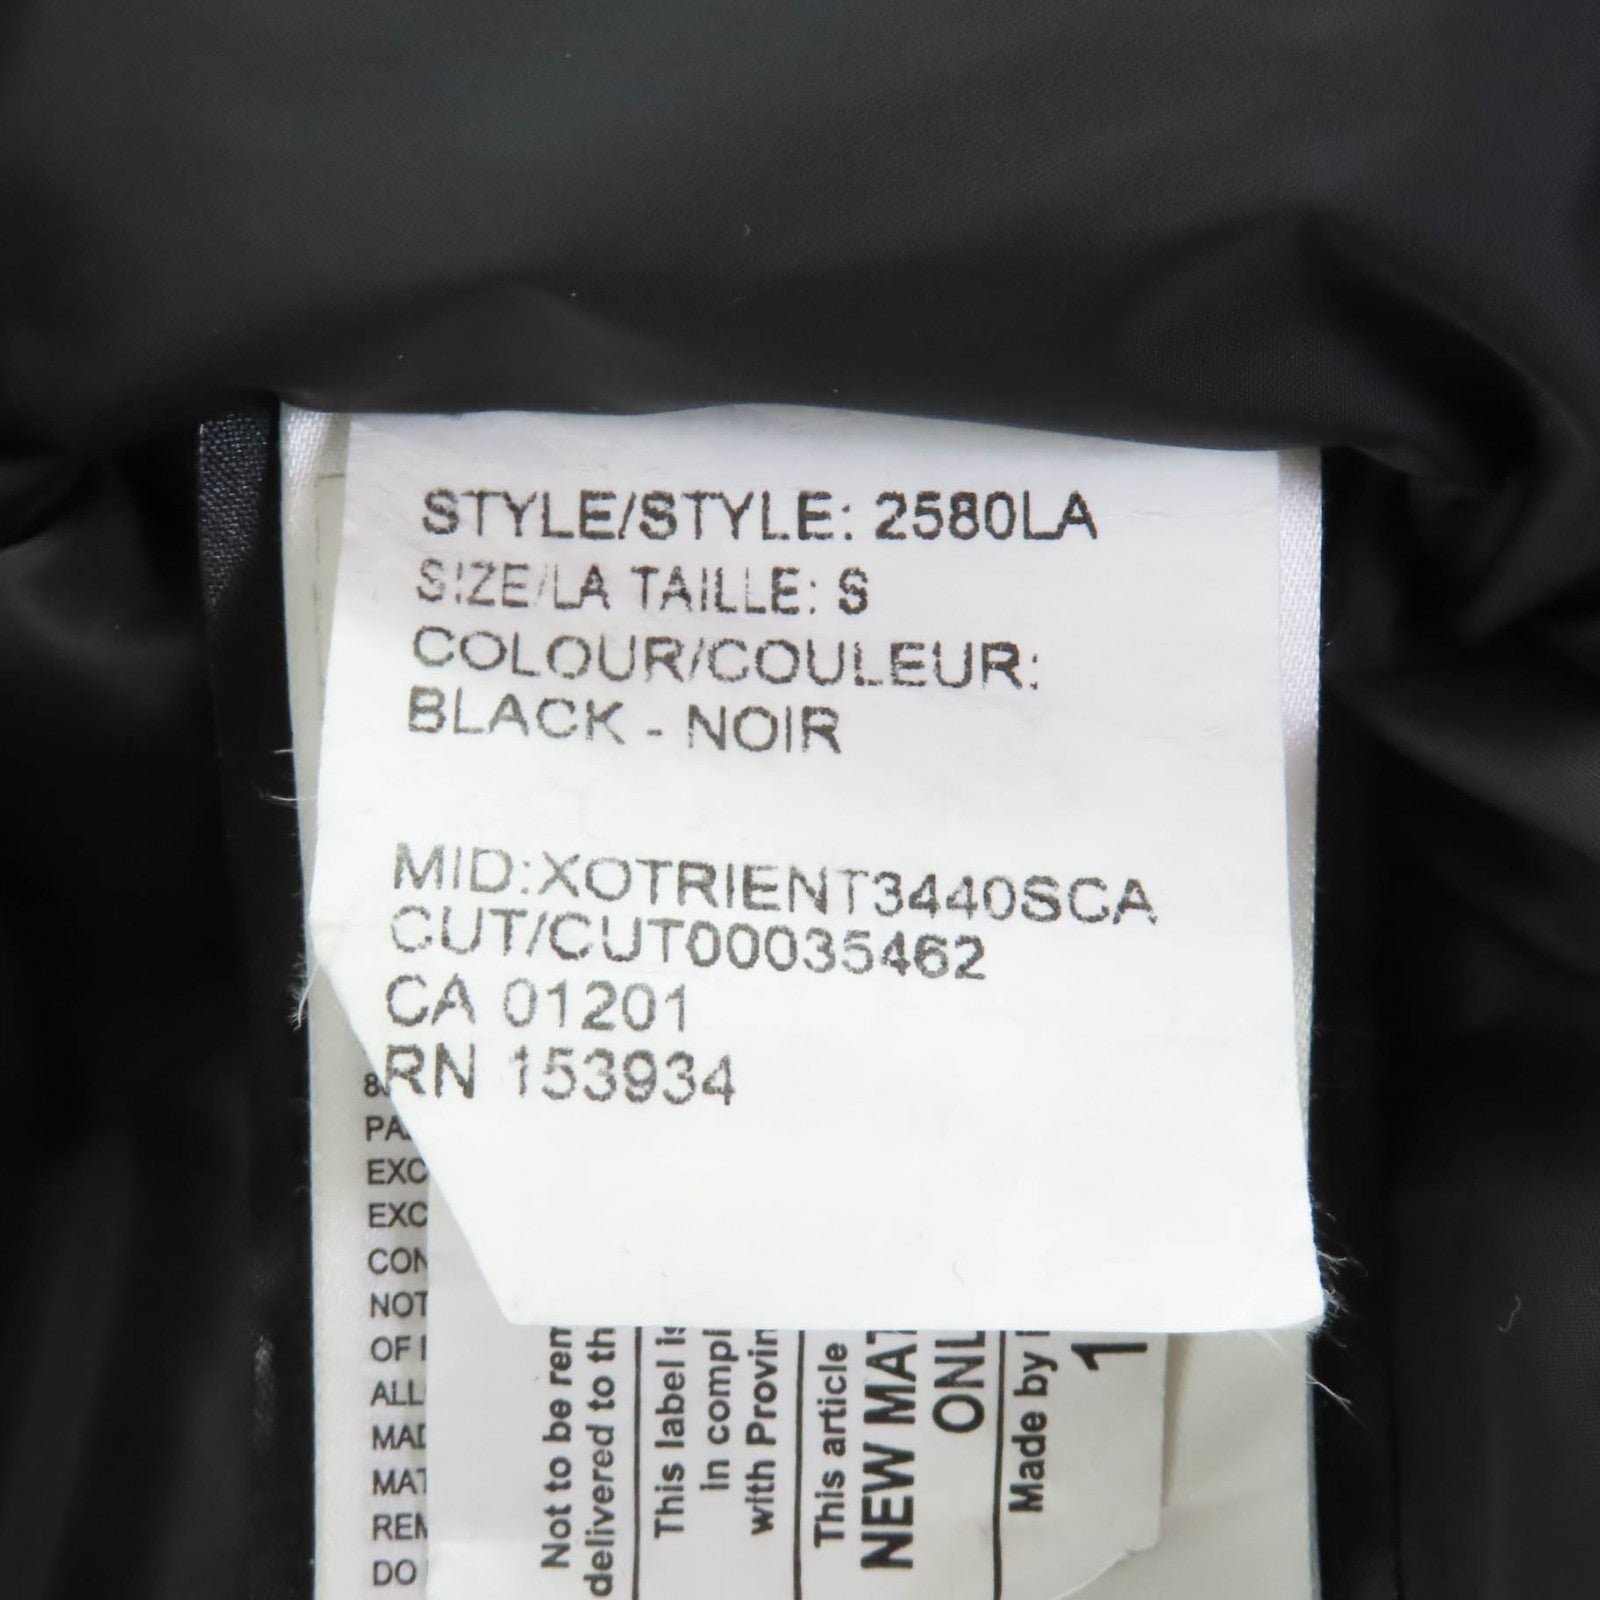 STYLE/STYLE: 2580LA
SIZE/LA TAILLE: S
COLOUR/COULEUR:
BLACK - NOIR
MID:XOTRIENT3440SCA
CUT/CUT00035462
CA 01201
RN 153934
EXC
EXC
CON
NOT
OF
ALL
MAD
MAT
REM
DO
Not to be rem
delivered to th
This label is
in compl
with Provin
This article
NEW MAT
ONL
Made by
1